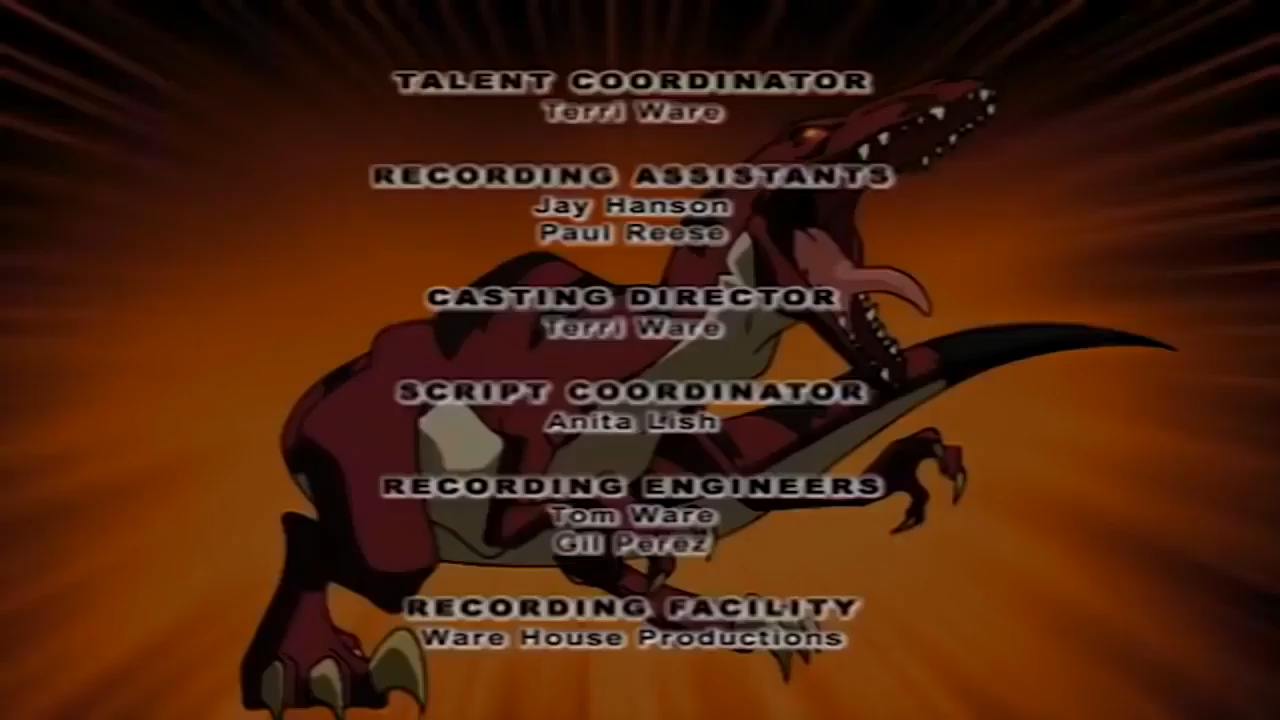 TALENT COORDINATOR
Terri Ware
RECORDING ASSISTANTS
Jay Hanson
Paul Reese
CASTING DIRECTOR
Terri Ware
SCRIPT COORDINATOR
Anita Lish
RECORDING ENGINEERS
Tom Ware
Gil Perez
RECORDING FACILITY
Ware House Productions